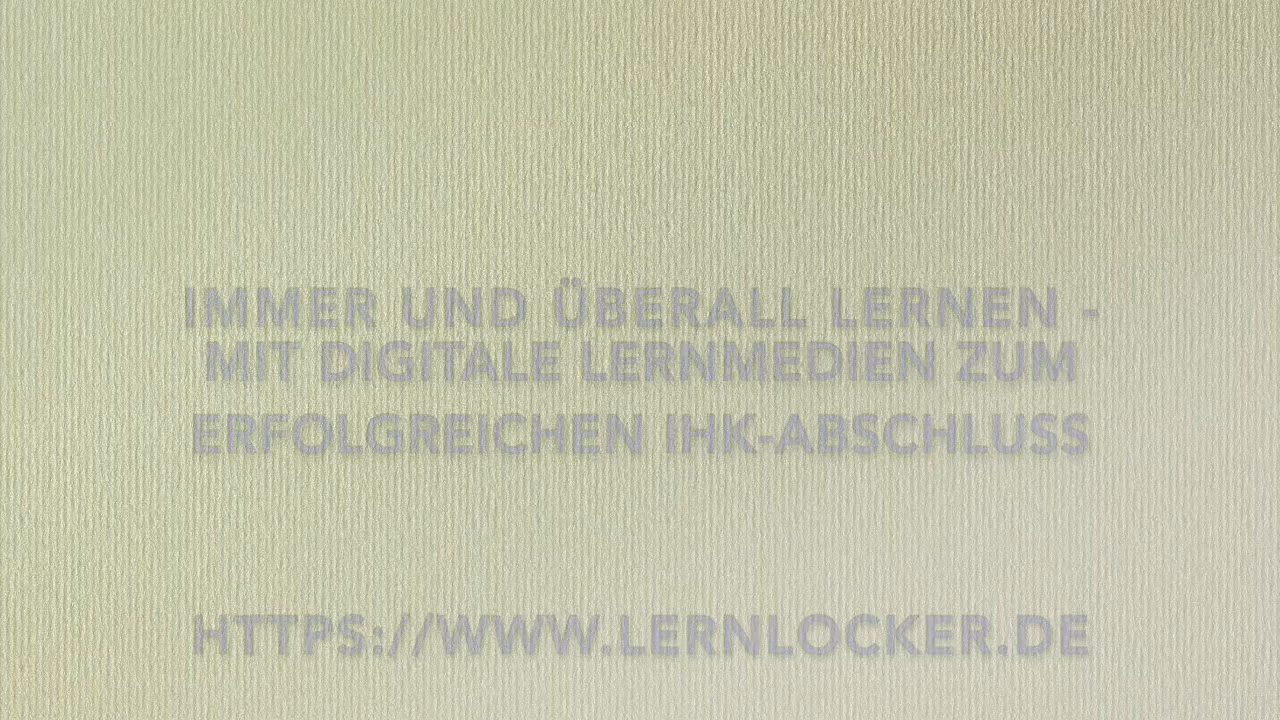 IMMER UND ÜBERALL LERNEN -
MIT DIGITALE LERNMEDIEN ZUM
ERFOLGREICHEN IHK-ABSCHLUSS
HTTPS://WWW.LERNLOCKER.DE